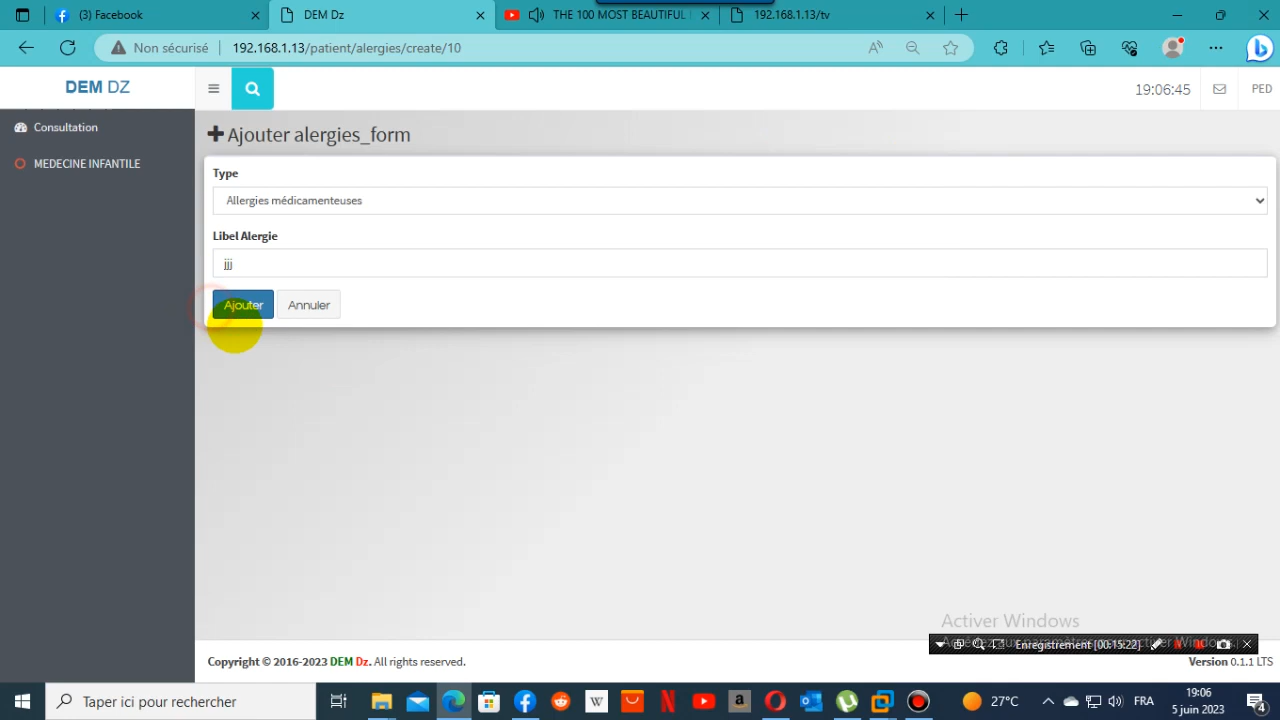 (3) Facebook
DEM Dz
THE 100 MOST BEAUTIFUL
192.168.1.13/tv
Non sécurisé
192.168.1.13/patient/alergies/create/10
DEM DZ
19:06:45
PED
Consultation
MEDECINE INFANTILE
Ajouter alergies_form
Type
Allergies médicamenteuses
Libel Alergie
jjj
Ajouter
Annuler
Activer Windows
Enregistrement [00:15:22]
Copyright © 2016-2023 DEM Dz. All rights reserved.
Version 0.1.1 LTS
Taper ici pour rechercher
27°C
FRA
19:06
5 juin 2023
4